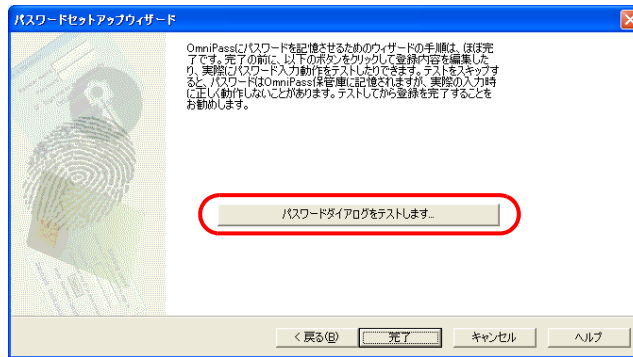 パスワードセットアップウィザード
OmniPassにパスワードを記憶させるためのウィザードの手順は、ほぼ完
了です。完了の前に、以下のボタンをクリックして登録内容を編集した
り、実際にパスワード入力動作をテストしたりできます。テストをスキップす
ると、パスワードはOmniPass保管庫に記憶されますが、実際の入力時
に正しく動作しないことがあります。テストしてから登録を完了することを
お勧めします。
パスワードダイアログをテストします...
< 戻る(B)
完了
キャンセル
ヘルプ